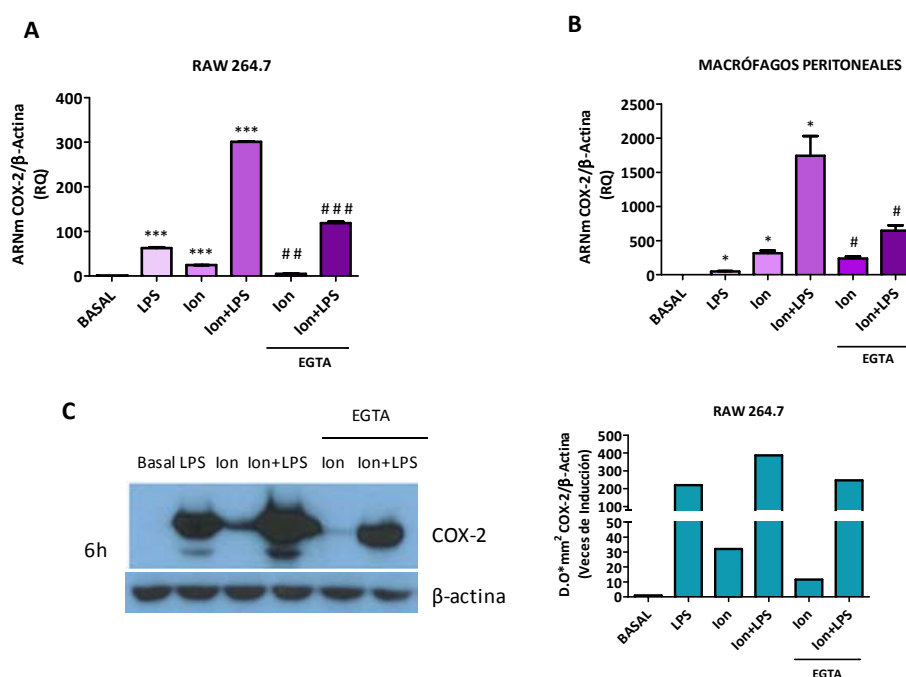 A
RAW 264.7
ARNm COX-2/β-Actina
(RQ)
400
300
200
100
0
***
***
***
# #
# # #
BASAL
LPS
Ion
Ion+LPS
Ion
Ion+LPS
EGTA
B
MACRÓFAGOS PERITONEALES
ARNm COX-2/β-Actina
(RQ)
2500
2000
1500
1000
500
0
*
*
*
#
#
BASAL
LPS
Ion
Ion+LPS
Ion
Ion+LPS
EGTA
C
EGTA
Basal LPS Ion Ion+LPS Ion Ion+LPS
6h
COX-2
β-actina
RAW 264.7
D.O*mm² COX-2/β-Actina
(Veces de Inducción)
500
400
300
200
100
50
40
30
20
10
0
BASAL
LPS
Ion
Ion+LPS
Ion
Ion+LPS
EGTA